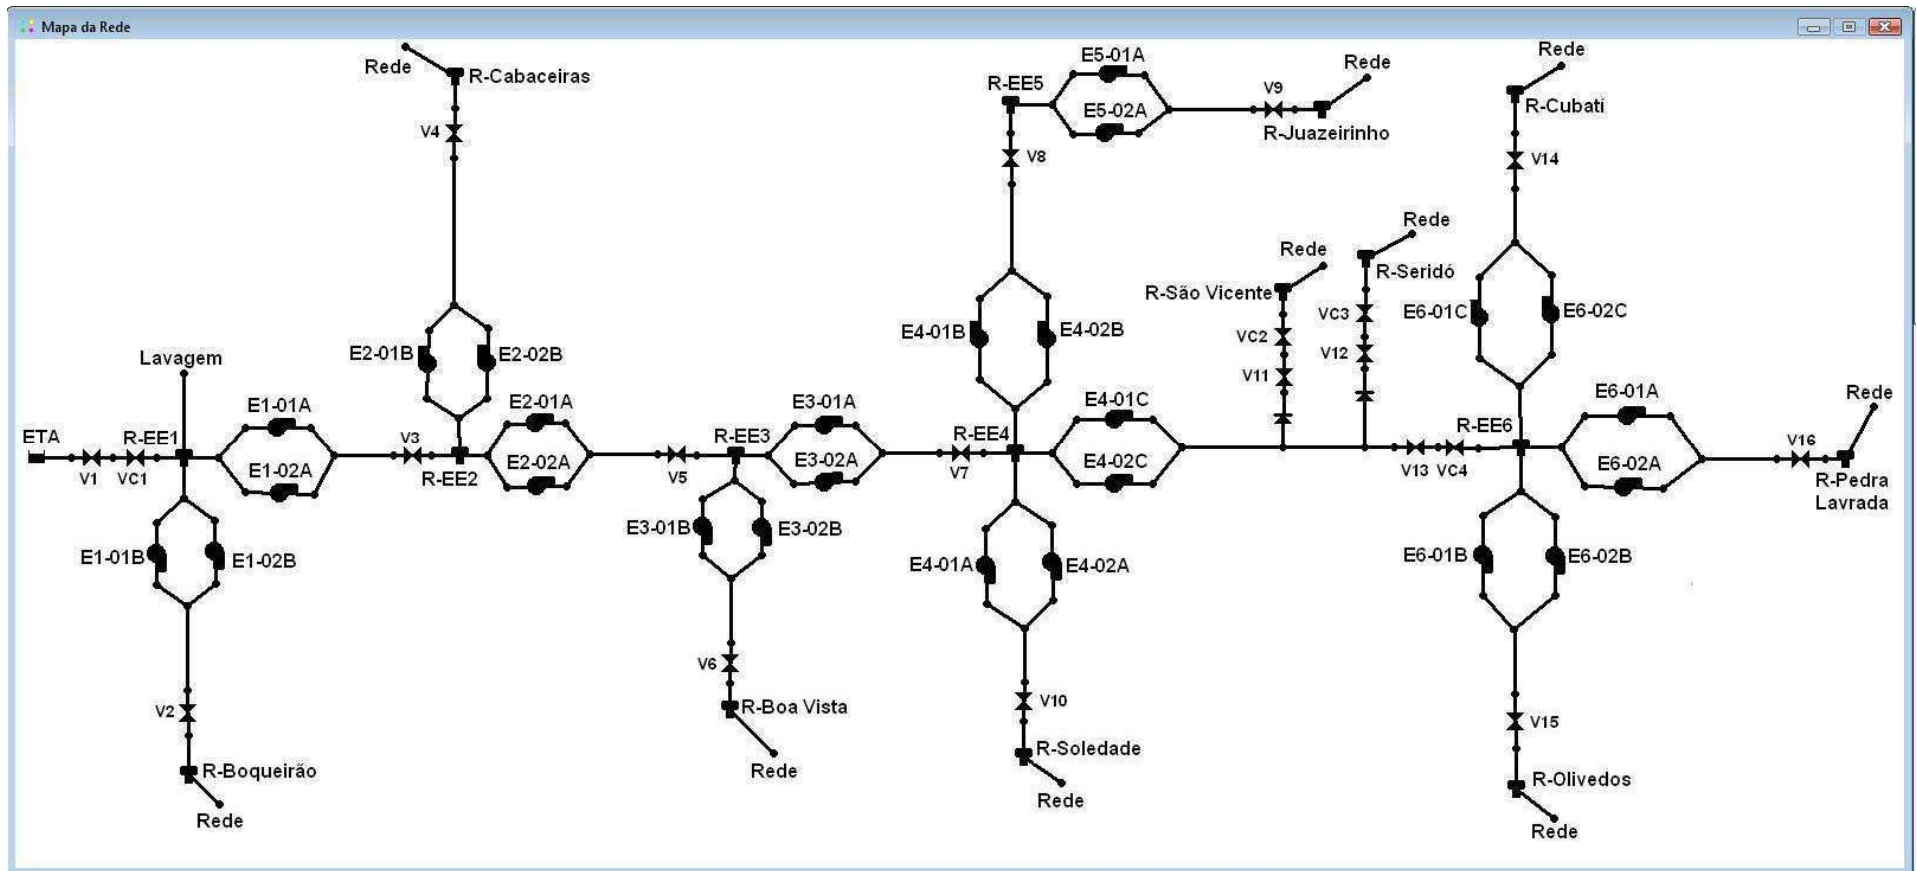 Mapa da Rede
Rede
R-Cabaceiras
V4
E2-01B
E2-02B
Lavagem
ETA
V1
VC1
R-EE1
E1-01A
E1-02A
E1-01B
E1-02B
V2
R-Boqueirão
Rede
V3
R-EE2
E2-01A
E2-02A
V5
R-EE3
E3-01A
E3-02A
E3-01B
E3-02B
V6
R-Boa Vista
Rede
V7
R-EE4
E4-01B
E4-02B
V8
R-EE5
E5-01A
E5-02A
V9
R-Juazeirinho
Rede
E4-01C
E4-02C
E4-01A
E4-02A
V10
R-Soledade
Rede
Rede
R-São Vicente
VC2
V11
Rede
R-Seridó
VC3
V12
V13
VC4
R-EE6
Rede
R-Cubati
V14
E6-01C
E6-02C
E6-01A
E6-02A
V16
Rede
R-Pedra
Lavrada
E6-01B
E6-02B
V15
R-Olivedos
Rede